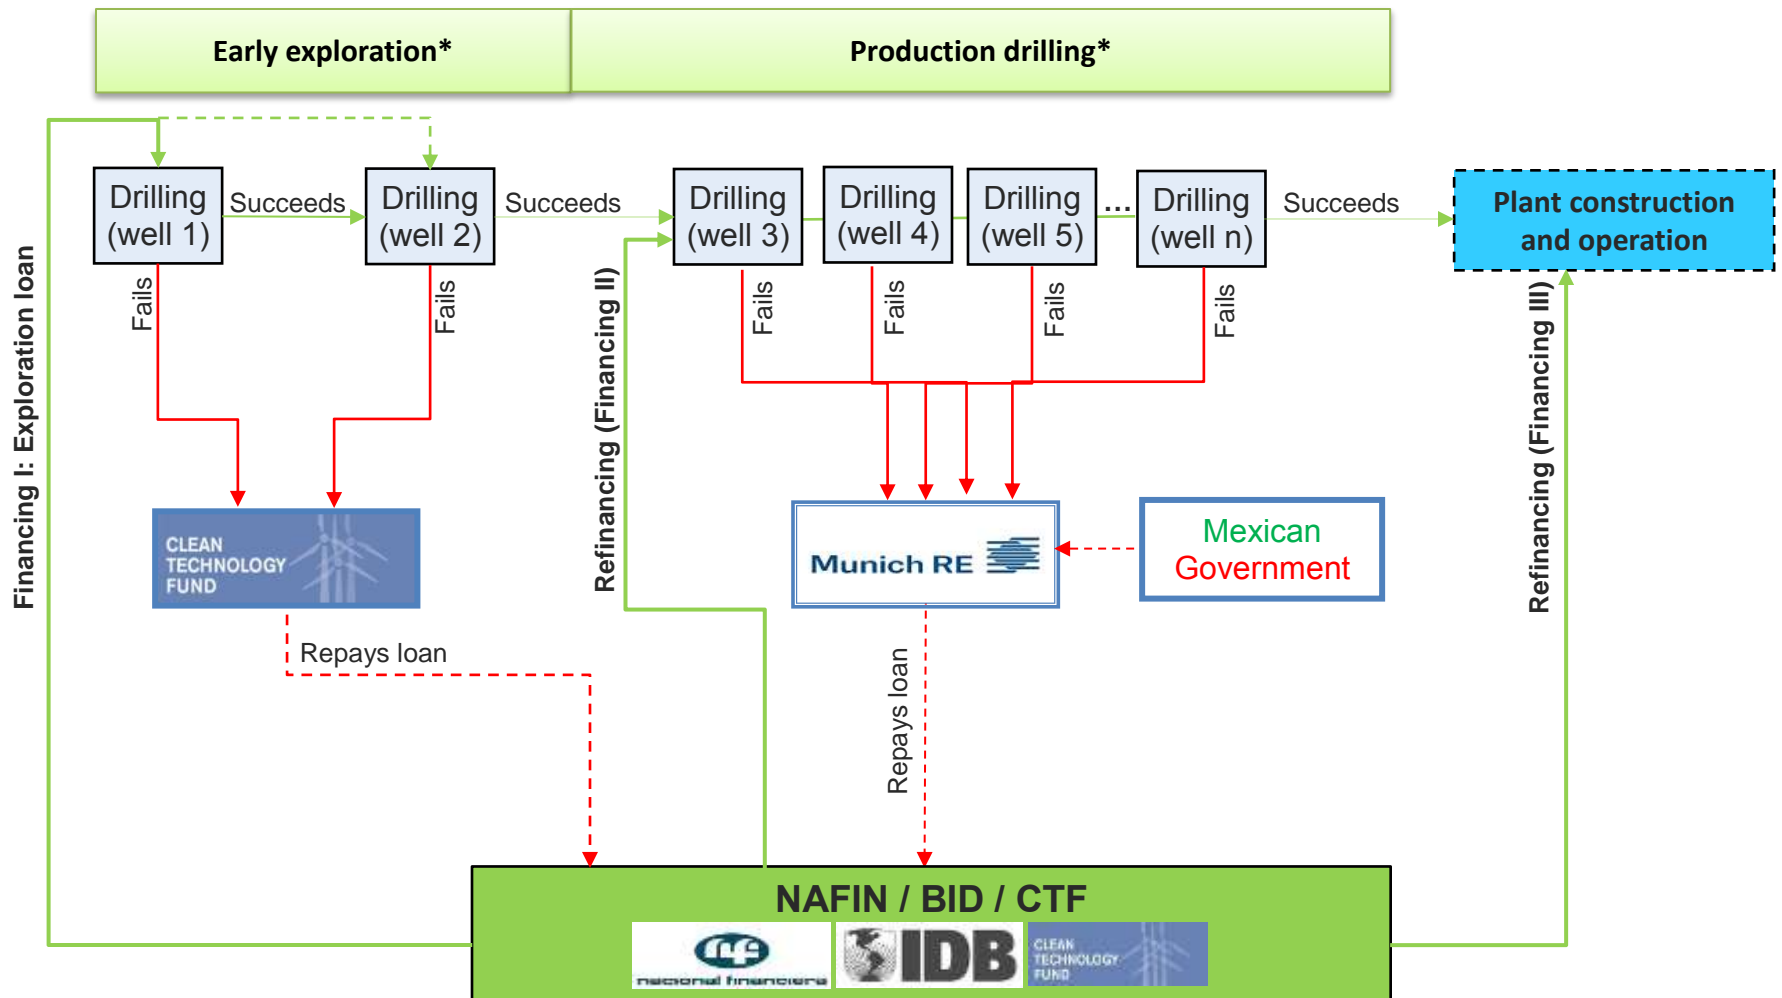 Early exploration*
Production drilling*
Drilling
(well 1)
Succeeds
Drilling
(well 2)
Succeeds
Drilling
(well 3)
Drilling
(well 4)
Drilling
(well 5)
...
Drilling
(well n)
Succeeds
Plant construction
and operation
Fails
Fails
Fails
Fails
Fails
Fails
Financing I: Exploration loan
Refinancing (Financing II)
Refinancing (Financing III)
CLEAN
TECHNOLOGY
FUND
Munich RE
Mexican
Government
Repays loan
Repays loan
NAFIN / BID / CTF
nacional financiera
IDB
CLEAN
TECHNOLOGY
FUND